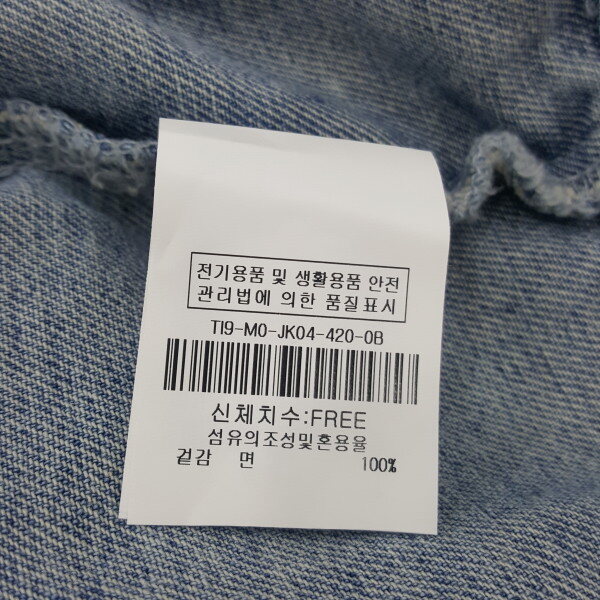 전기용품 및 생활용품 안전
관리법에 의한 품질표시
TI9-MO-JK04-420-0B
신체치수:FREE
섬유의조성및혼용율
겉감 면 100%